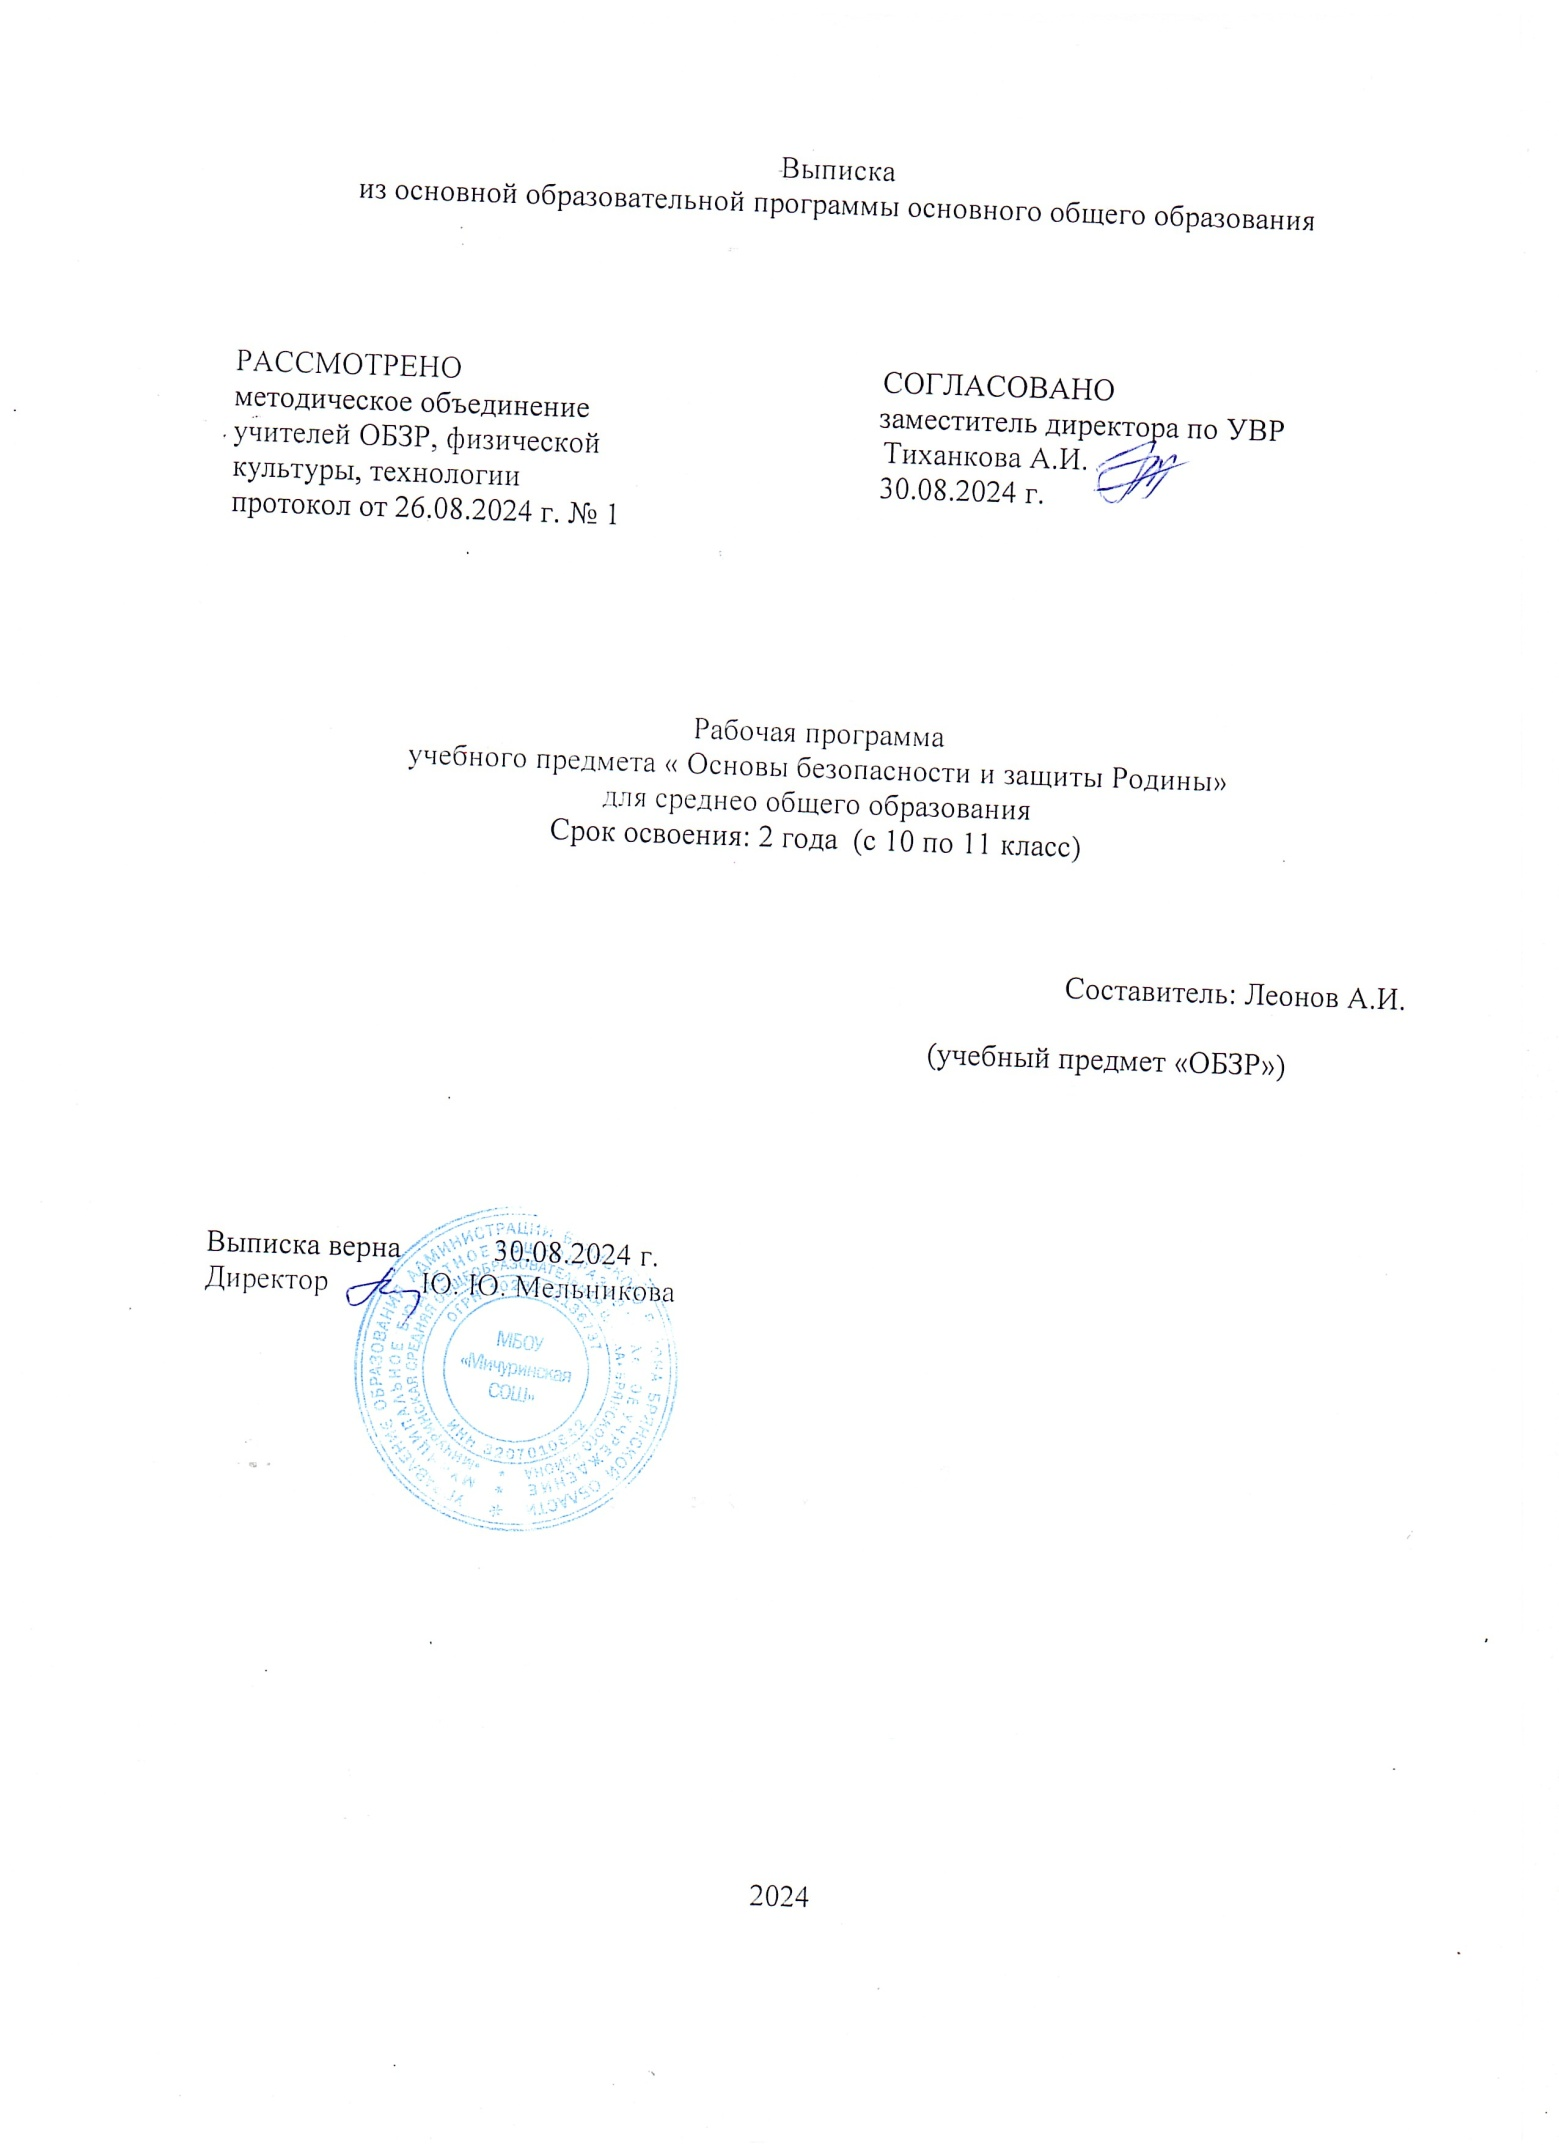 Выписка
из основной образовательной программы основного общего образования
РАССМОТРЕНО
методическое объединение
учителей ОБЗР, физической
культуры, технологии
протокол от 26.08.2024 г. № 1
СОГЛАСОВАНО
заместитель директора по УВР
Тиханкова А.И.
30.08.2024 г.
Рабочая программа
учебного предмета « Основы безопасности и защиты Родины»
для среднео общего образования
Срок освоения: 2 года (с 10 по 11 класс)
Составитель: Леонов А.И.
(учебный предмет «ОБЗР»)
Выписка верна 30.08.2024 г.
Директор Ю. Ю. Мельникова
МБОУ
«Мичуринская
СОШ»
2024